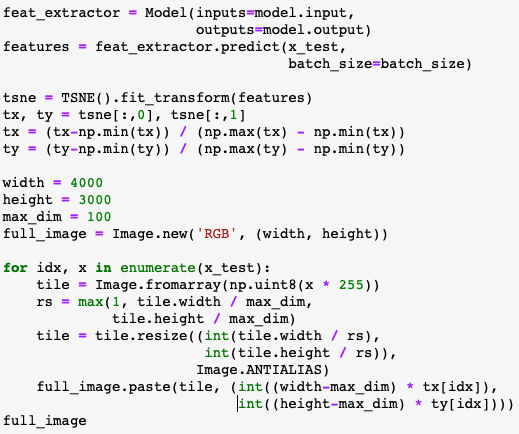 feat_extractor = Model(inputs=model.input,
                       outputs=model.output)
features = feat_extractor.predict(x_test,
                                  batch_size=batch_size)

tsne = TSNE().fit_transform(features)
tx, ty = tsne[:,0], tsne[:,1]
tx = (tx-np.min(tx)) / (np.max(tx) - np.min(tx))
ty = (ty-np.min(ty)) / (np.max(ty) - np.min(ty))

width = 4000
height = 3000
max_dim = 100
full_image = Image.new('RGB', (width, height))

for idx, x in enumerate(x_test):
    tile = Image.fromarray(np.uint8(x * 255))
    rs = max(1, tile.width / max_dim,
             tile.height / max_dim)
    tile = tile.resize((int(tile.width / rs),
                        int(tile.height / rs)),
                       Image.ANTIALIAS)
    full_image.paste(tile, (int((width-max_dim) * tx[idx]),
                            int((height-max_dim) * ty[idx])))
full_image